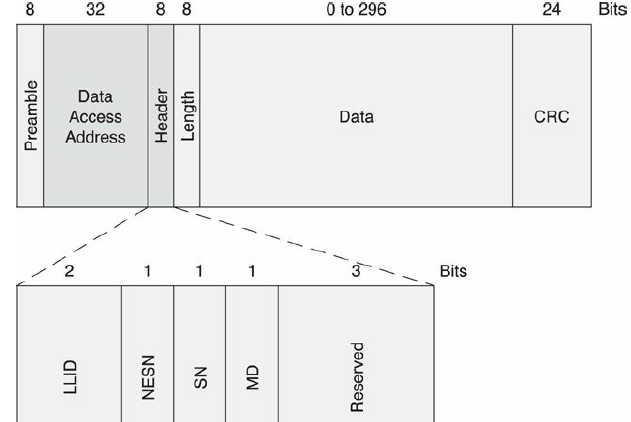 8 32 8 8 0 to 296 24 Bits
Preamble
Data
Access
Address
Header
Length
Data
CRC
2 1 1 1 3 Bits
LLID
NESN
SN
MD
Reserved